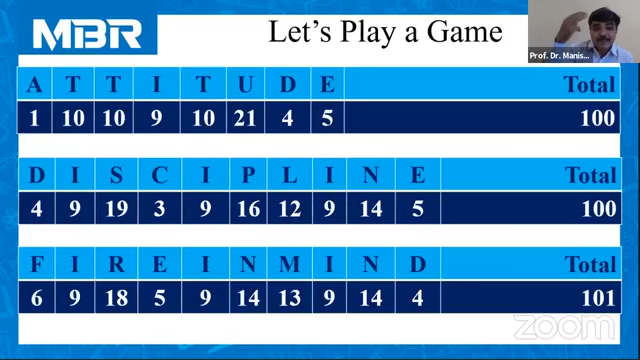 MBR Let's Play a Game
Prof. Dr. Manis...
A T T I T U D E Total
1 10 10 9 10 21 4 5 100
D I S C I P L I N E Total
4 9 19 3 9 16 12 9 14 5 100
F I R E I N M I N D Total
6 9 18 5 9 14 13 9 14 4 101
zoom